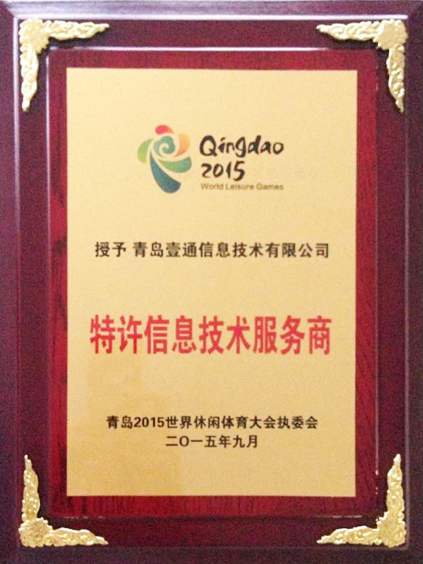 Qingdao
2015
World Leisure Games
授予 青岛壹通信息技术有限公司
特许信息技术服务商
青岛2015世界休闲体育大会执委会
二〇一五年九月